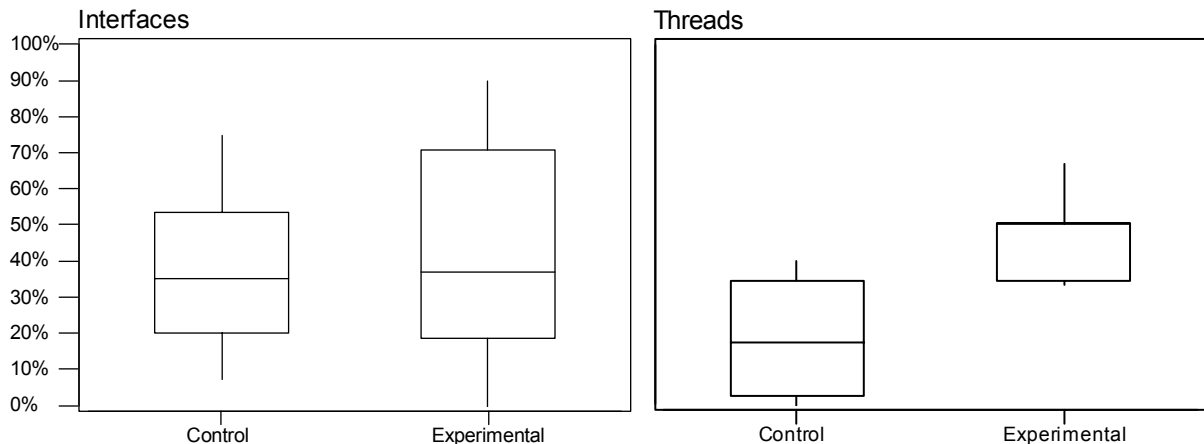 Interfaces
Threads
100%
90%
80%
70%
60%
50%
40%
30%
20%
10%
0%
Control
Experimental
Control
Experimental